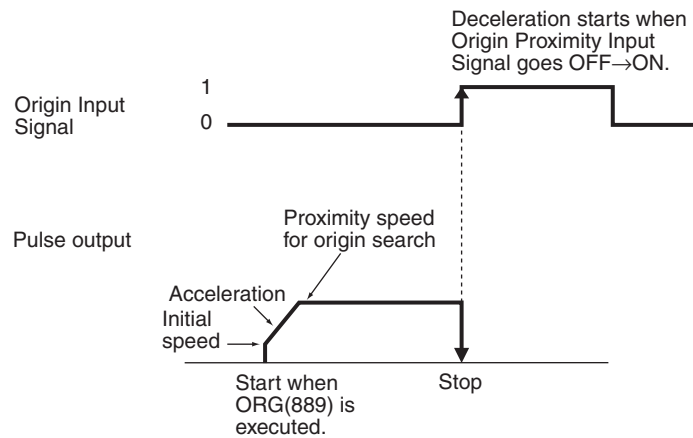 Deceleration starts when
Origin Proximity Input
Signal goes OFF→ON.
Origin Input
Signal
1
0
Pulse output
Proximity speed
for origin search
Acceleration
Initial
speed
Start when
ORG(889) is
executed.
Stop